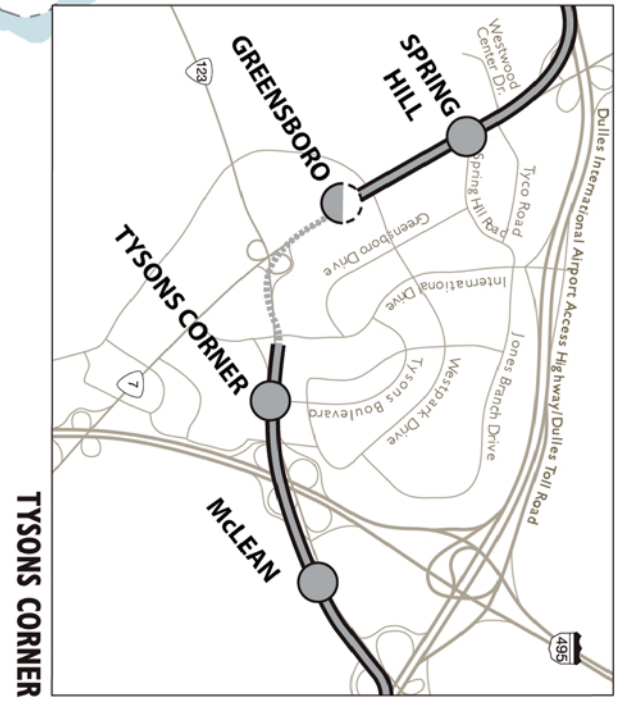 Westwood
Center Dr.
SPRING
HILL
GREENSBORO
123
Dulles International Airport Access Highway/Dulles Toll Road
Tyco Road
Spring Hill Road
Greensboro Drive
International Drive
TYSONS CORNER
Jones Branch Drive
Westpark Drive
Tysons Boulevard
7
McLEAN
495
TYSONS CORNER